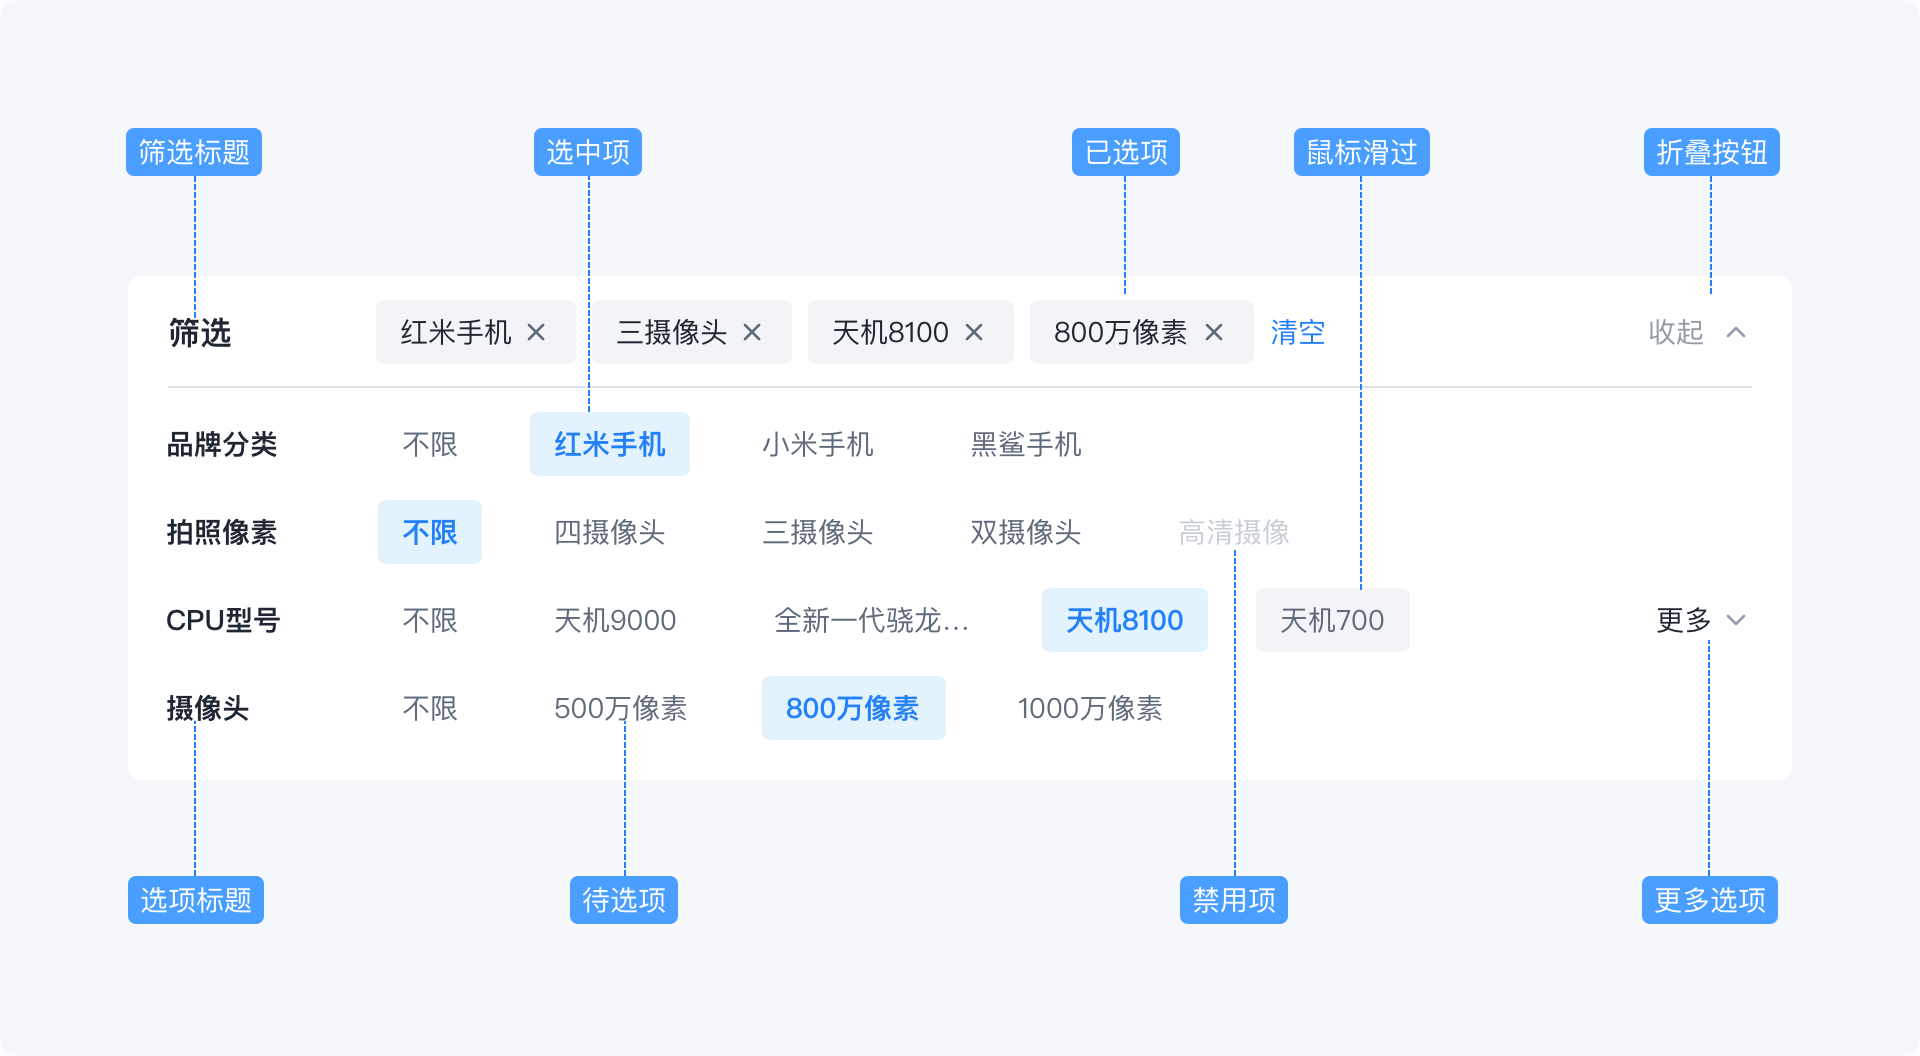 筛选标题 选中项 已选项 鼠标滑过 折叠按钮
筛选 红米手机 三摄像头 天机8100 800万像素 清空 收起
品牌分类 不限 红米手机 小米手机 黑鲨手机
拍照像素 不限 四摄像头 三摄像头 双摄像头 高清摄像
CPU型号 不限 天机9000 全新一代骁龙... 天机8100 天机700 更多
摄像头 不限 500万像素 800万像素 1000万像素
选项标题 待选项 禁用项 更多选项